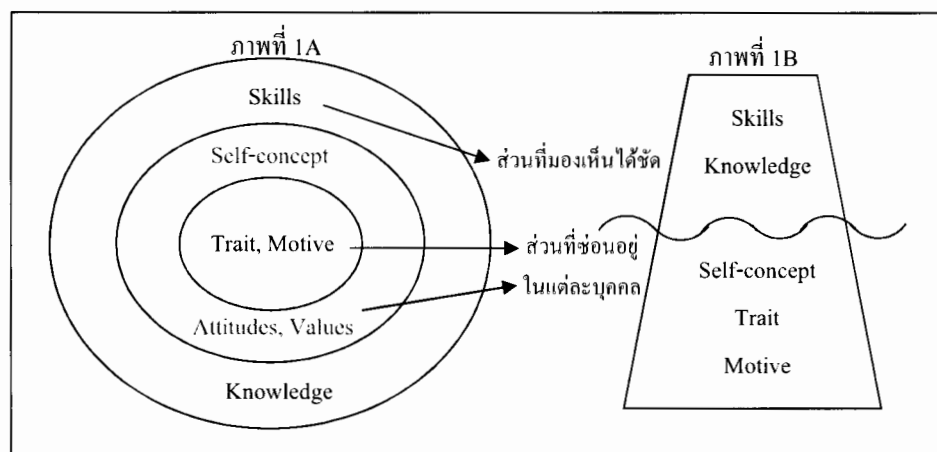 ภาพที่ 1A
Skills
Self-concept
Trait, Motive
Attitudes, Values
Knowledge
ส่วนที่มองเห็นได้ชัด
ส่วนที่ซ่อนอยู่
ในแต่ละบุคคล
ภาพที่ 1B
Skills
Knowledge
Self-concept
Trait
Motive